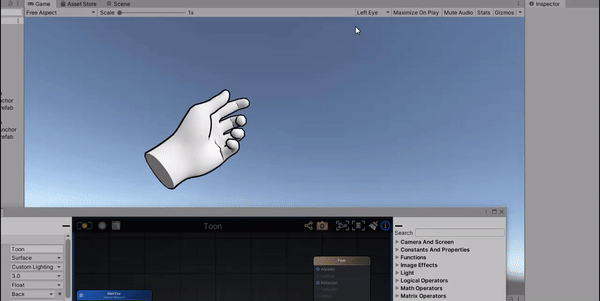 Game
Asset Store
Scene
Inspector
Free Aspect
Scale
1x
Left Eye
Maximize On Play
Mute Audio
Stats
Gizmos
nchor
refab
nchor
refab
Toon
Toon
Surface
Custom Lighting
3.0
Float
Back
Toon
Search
Camera And Screen
Constants And Properties
Functions
Image Effects
Light
Logical Operators
Math Operators
Matrix Operators